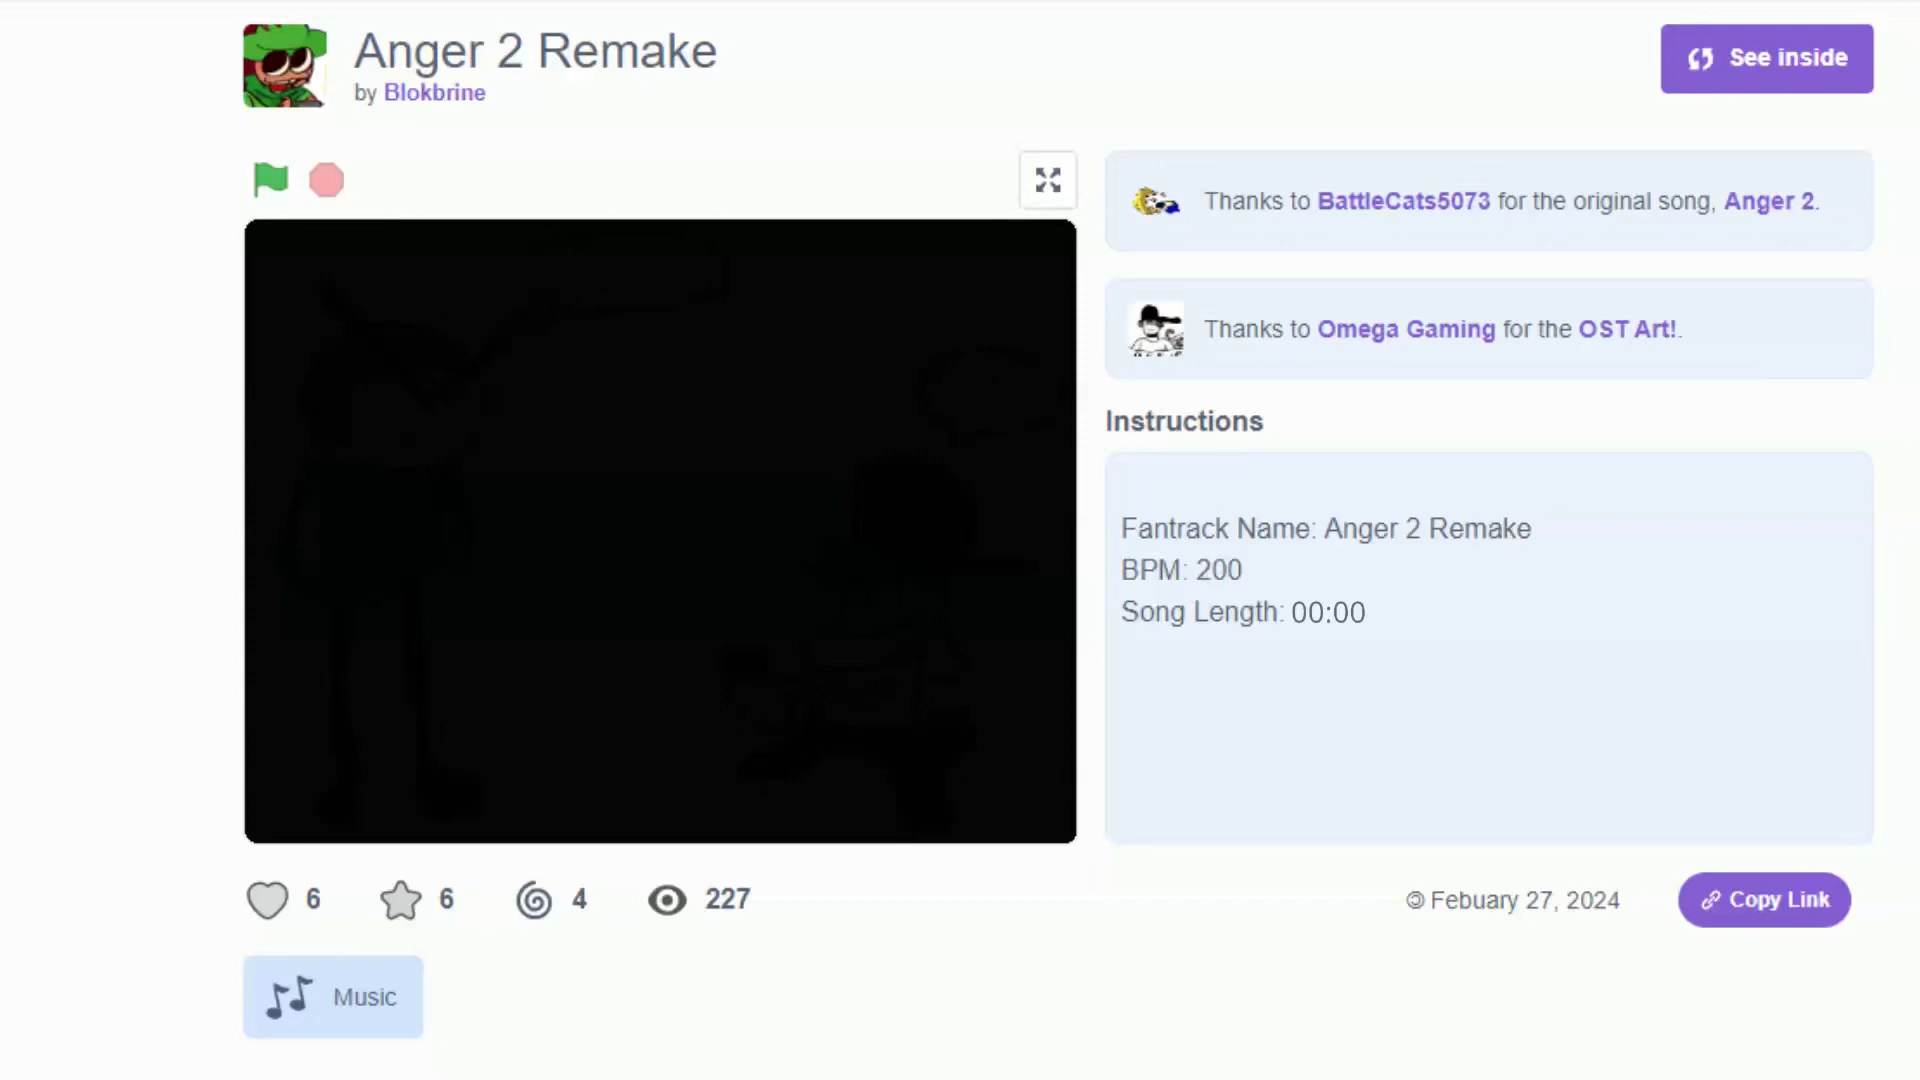 Anger 2 Remake
by Blokbrine
See inside
Thanks to BattleCats5073 for the original song, Anger 2.
Thanks to Omega Gaming for the OST Art!.
Instructions
Fantrack Name: Anger 2 Remake
BPM: 200
Song Length: 00:00
6
6
4
227
© Febuary 27, 2024
Copy Link
Music